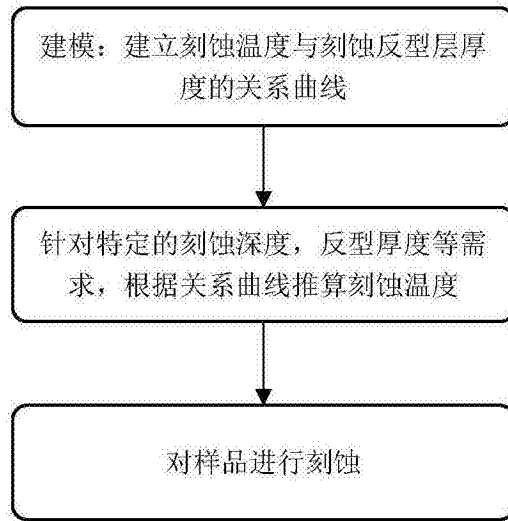 建模：建立刻蚀温度与刻蚀反型层厚
度的关系曲线
针对特定的刻蚀深度，反型厚度等需
求，根据关系曲线推算刻蚀温度
对样品进行刻蚀